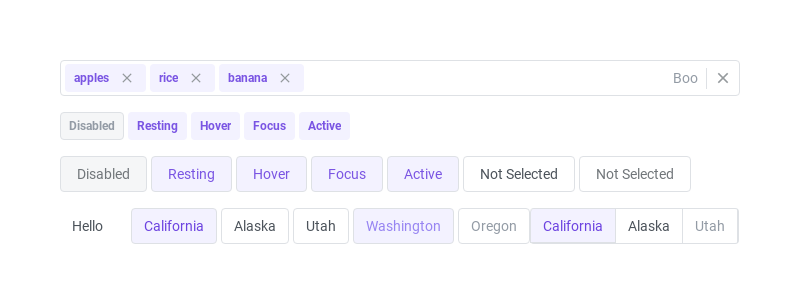 apples rice banana Boo
Disabled Resting Hover Focus Active
Disabled Resting Hover Focus Active Not Selected Not Selected
Hello California Alaska Utah Washington Oregon California Alaska Utah